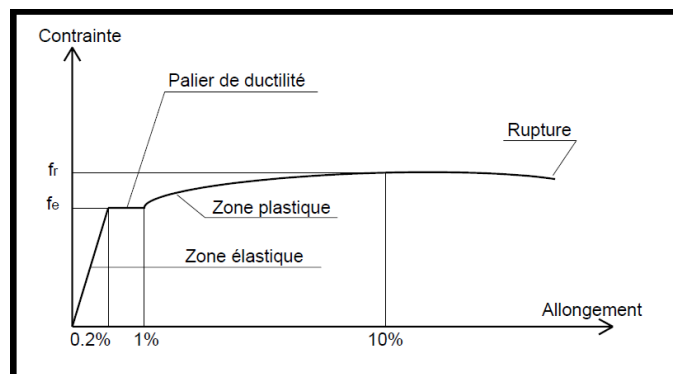 Contrainte
Palier de ductilité
Rupture
fr
fe
Zone plastique
Zone élastique
Allongement
0.2%
1%
10%